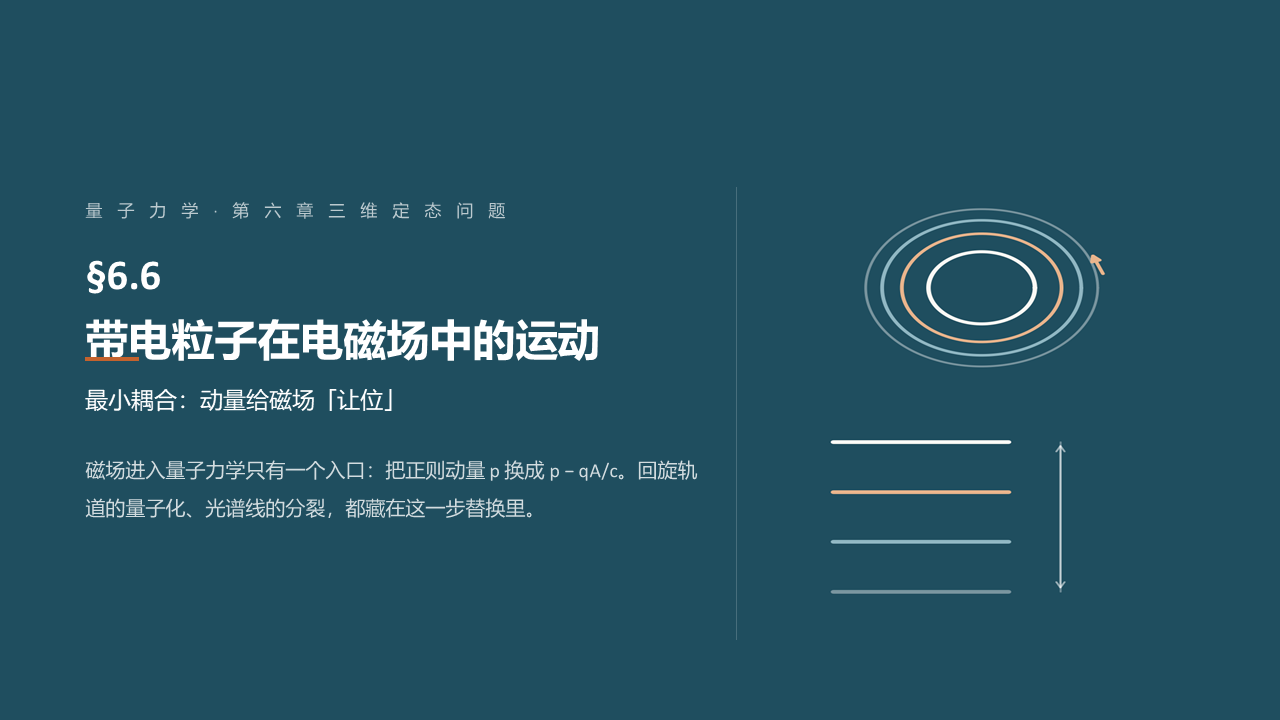 量子力学·第六章三维定态问题
§6.6
带电粒子在电磁场中的运动
最小耦合：动量给磁场「让位」
磁场进入量子力学只有一个入口：把正则动量 p 换成 p − qA/c。回旋轨
道的量子化、光谱线的分裂，都藏在这一步替换里。